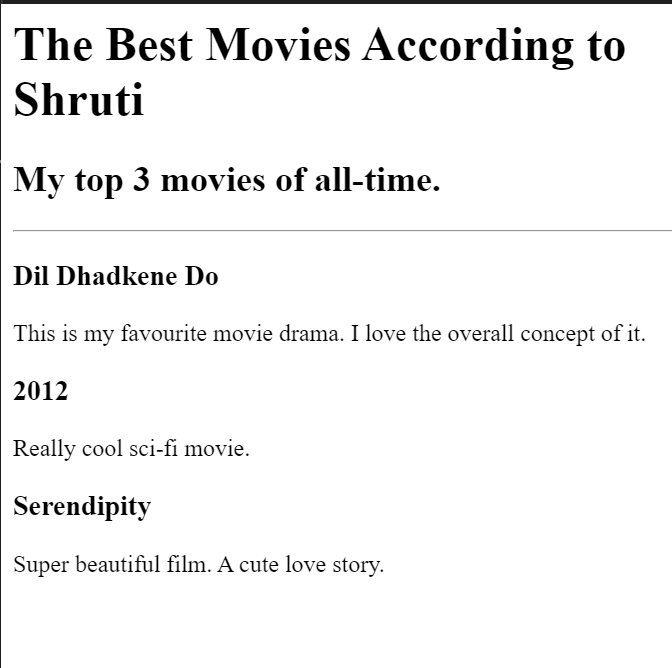 The Best Movies According to
Shruti
My top 3 movies of all-time.
Dil Dhadkene Do
This is my favourite movie drama. I love the overall concept of it.
2012
Really cool sci-fi movie.
Serendipity
Super beautiful film. A cute love story.